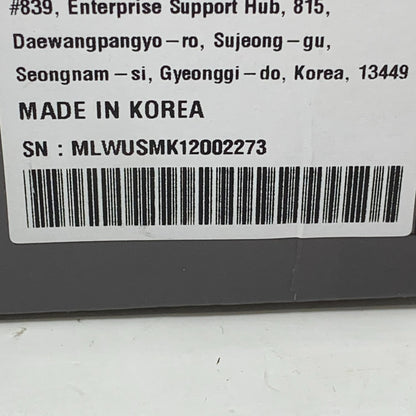 #839, Enterprise Support Hub, 815,
Daewangpangyo-ro, Sujeong-gu,
Seongnam-si, Gyeonggi-do, Korea, 13449
MADE IN KOREA
SN : MLWUSMK12002273